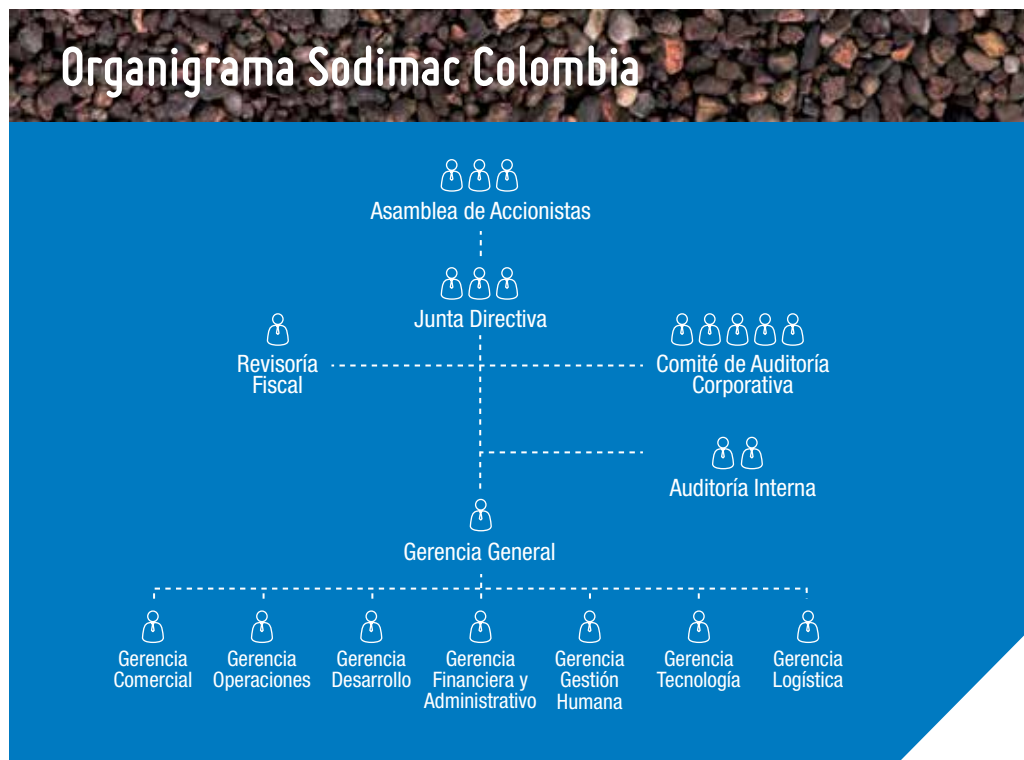 Organigrama Sodimac Colombia
Asamblea de Accionistas
Junta Directiva
Revisoría
Fiscal
Comité de Auditoría
Corporativa
Auditoría Interna
Gerencia General
Gerencia
Comercial
Gerencia
Operaciones
Gerencia
Desarrollo
Gerencia
Financiera y
Administrativo
Gerencia
Gestión
Humana
Gerencia
Tecnología
Gerencia
Logística